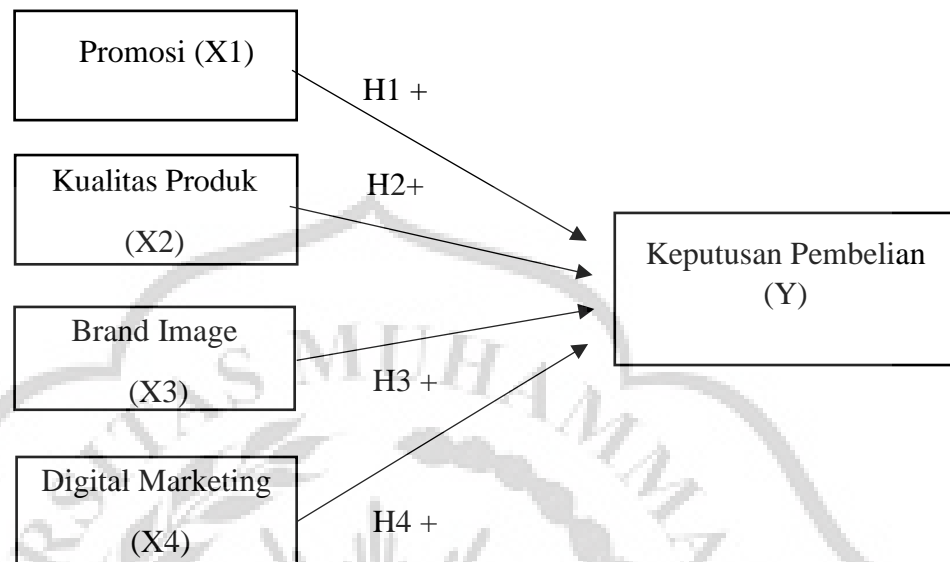 Promosi (X1)
H1 +
Kualitas Produk
(X2)
H2+
Keputusan Pembelian
(Y)
Brand Image
(X3)
H3 +
Digital Marketing
(X4)
H4 +